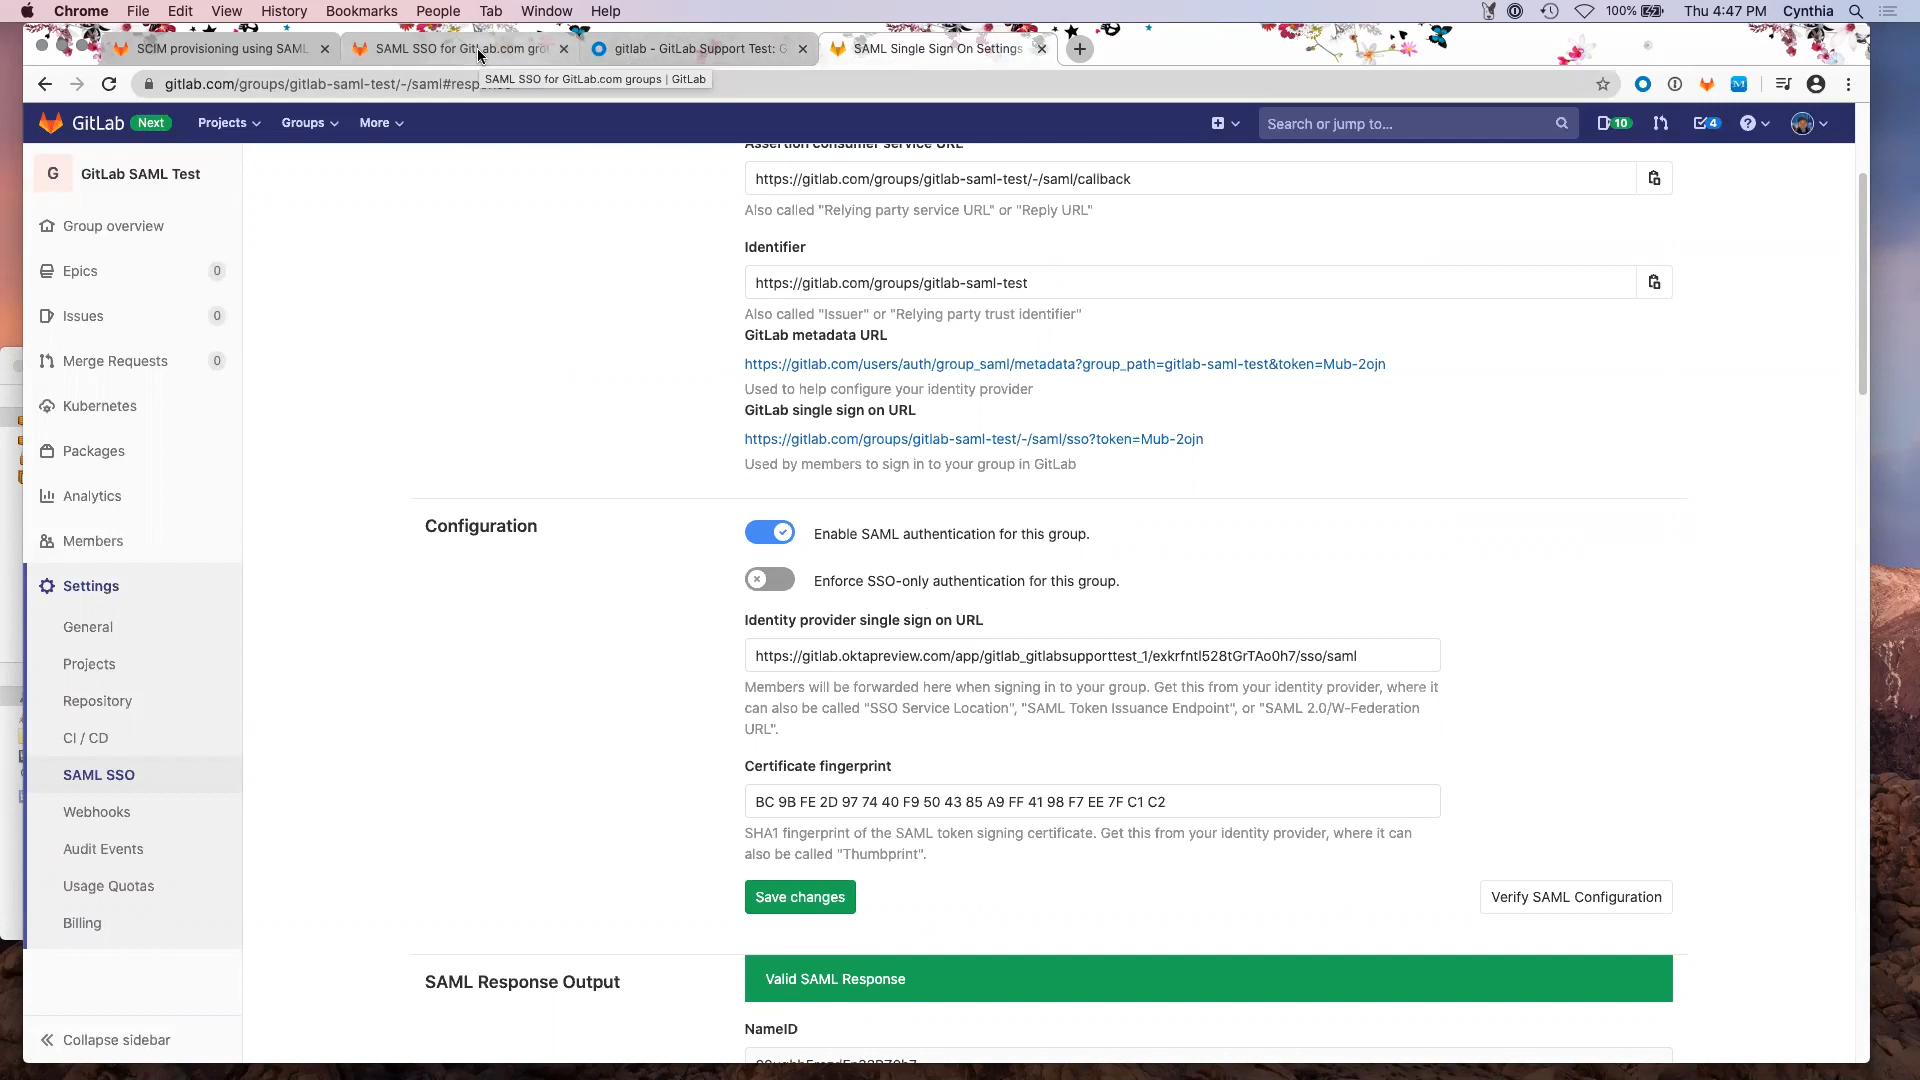 Chrome File Edit View History Bookmarks People Tab Window Help 100% Thu 4:47 PM Cynthia
SCIM provisioning using SAML SAML SSO for GitLab.com gro gitlab - GitLab Support Test: G SAML Single Sign On Settings
gitlab.com/groups/gitlab-saml-test/-/saml#response
SAML SSO for GitLab.com groups | GitLab
GitLab Next Projects Groups More Search or jump to... 10 4
G GitLab SAML Test
Group overview
Epics 0
Issues 0
Merge Requests 0
Kubernetes
Packages
Analytics
Members
Settings
General
Projects
Repository
CI / CD
SAML SSO
Webhooks
Audit Events
Usage Quotas
Billing
Collapse sidebar
Assertion consumer service URL
https://gitlab.com/groups/gitlab-saml-test/-/saml/callback
Also called "Relying party service URL" or "Reply URL"
Identifier
https://gitlab.com/groups/gitlab-saml-test
Also called "Issuer" or "Relying party trust identifier"
GitLab metadata URL
https://gitlab.com/users/auth/group_saml/metadata?group_path=gitlab-saml-test&token=Mub-2ojn
Used to help configure your identity provider
GitLab single sign on URL
https://gitlab.com/groups/gitlab-saml-test/-/saml/sso?token=Mub-2ojn
Used by members to sign in to your group in GitLab
Configuration
Enable SAML authentication for this group.
Enforce SSO-only authentication for this group.
Identity provider single sign on URL
https://gitlab.oktapreview.com/app/gitlab_gitlabsupporttest_1/exkrfntl528tGrTAo0h7/sso/saml
Members will be forwarded here when signing in to your group. Get this from your identity provider, where it
can also be called "SSO Service Location", "SAML Token Issuance Endpoint", or "SAML 2.0/W-Federation
URL".
Certificate fingerprint
BC 9B FE 2D 97 74 40 F9 50 43 85 A9 FF 41 98 F7 EE 7F C1 C2
SHA1 fingerprint of the SAML token signing certificate. Get this from your identity provider, where it can
also be called "Thumbprint".
Save changes Verify SAML Configuration
SAML Response Output
Valid SAML Response
NameID